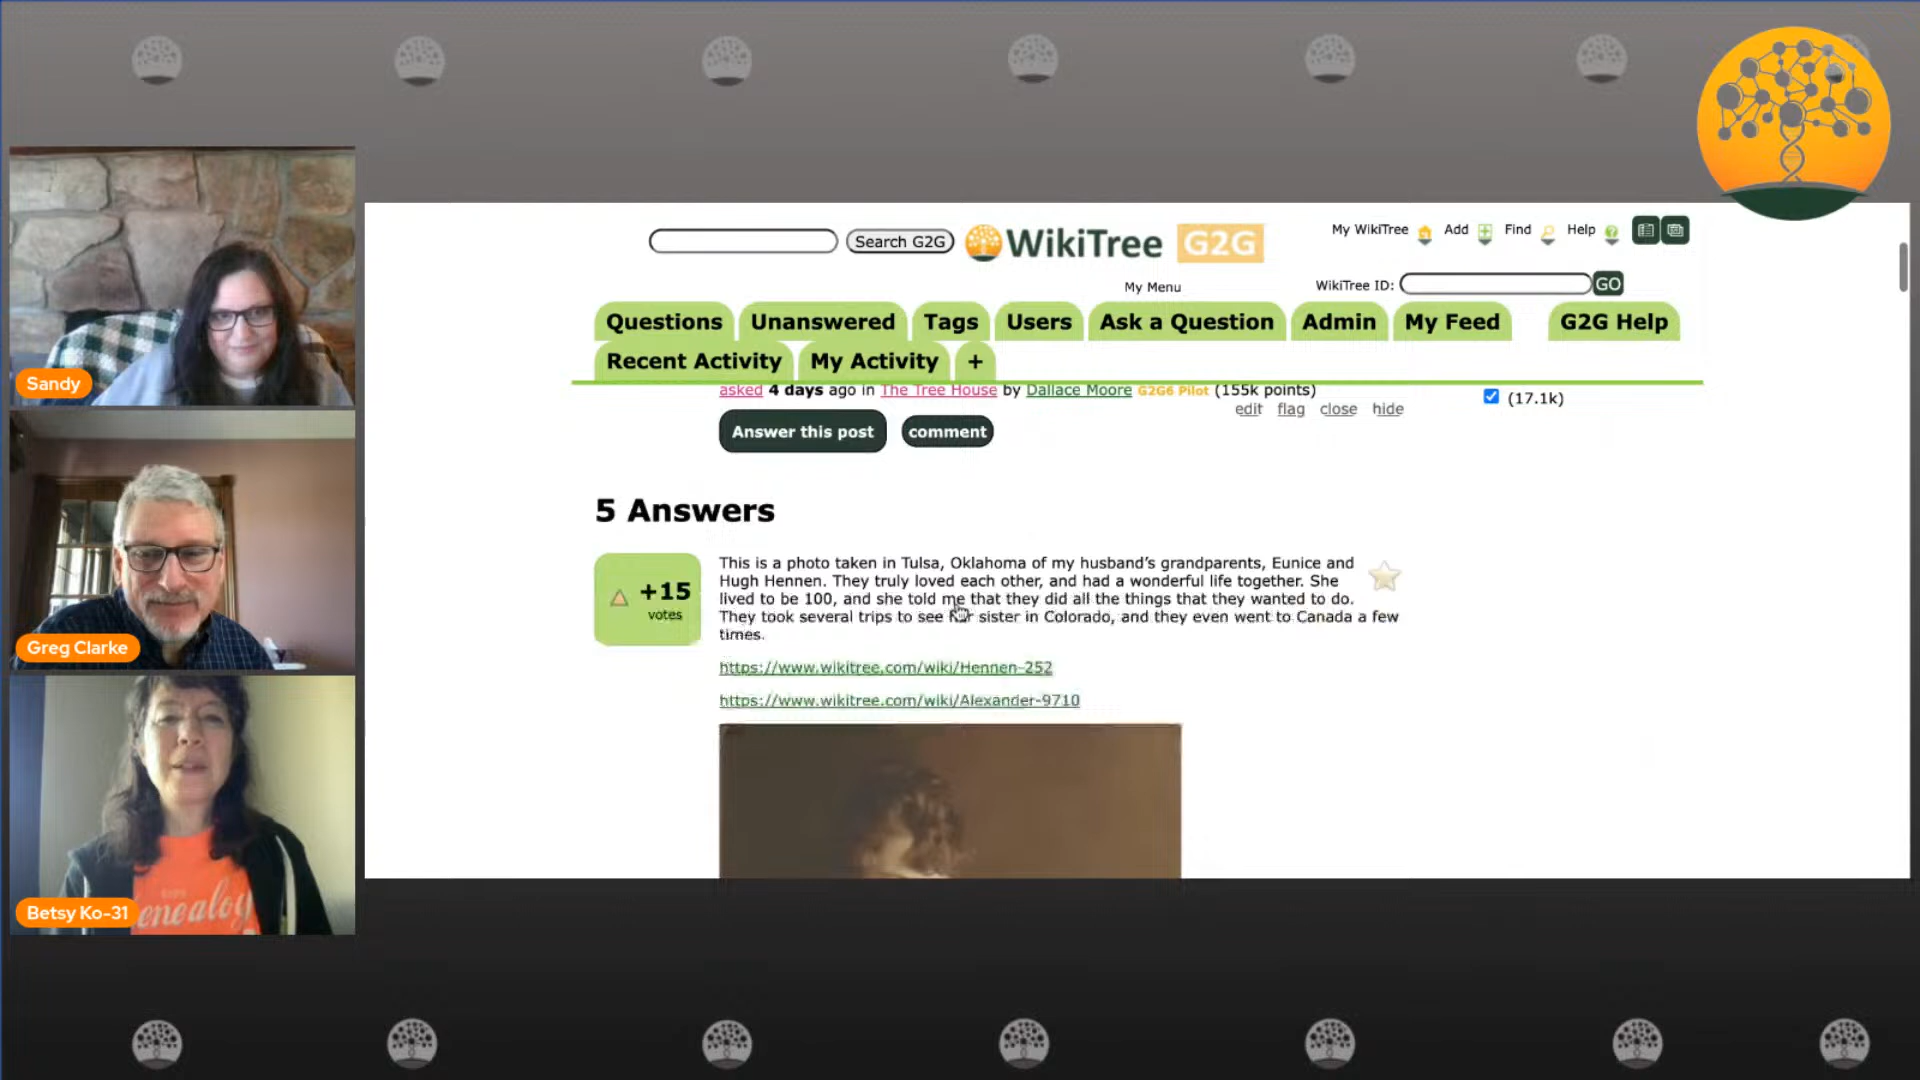 Search G2G
WikiTree G2G
My WikiTree Add Find Help
My Menu
WikiTree ID: GO
Questions Unanswered Tags Users Ask a Question Admin My Feed G2G Help
Recent Activity My Activity +
asked 4 days ago in The Tree House by Dallace Moore G2G6 Pilot (155k points)
(17.1k)
edit flag close hide
Answer this post comment
5 Answers
+15
votes
This is a photo taken in Tulsa, Oklahoma of my husband's grandparents, Eunice and
Hugh Hennen. They truly loved each other, and had a wonderful life together. She
lived to be 100, and she told me that they did all the things that they wanted to do.
They took several trips to see her sister in Colorado, and they even went to Canada a few
times.
https://www.wikitree.com/wiki/Hennen-252
https://www.wikitree.com/wiki/Alexander-9710
Sandy
Greg Clarke
Betsy Ko-31